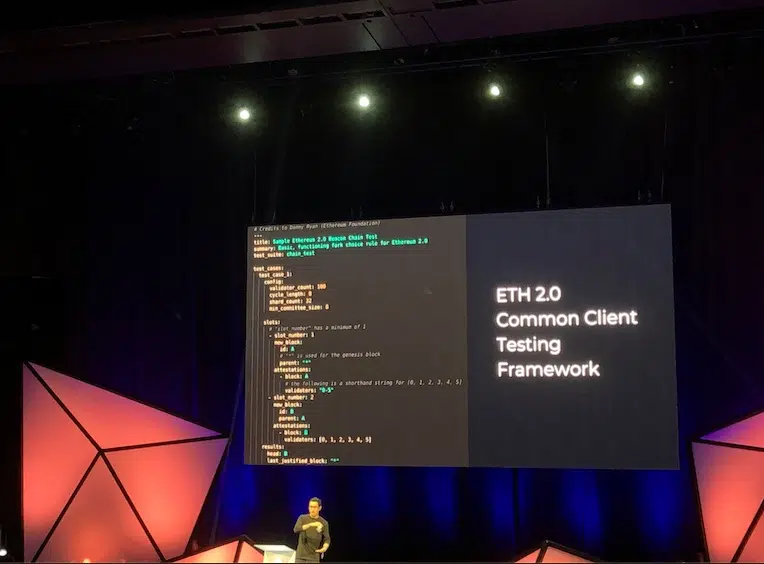 # Credits to Danny Ryan (Ethereum Foundation)
---
title: Sample Ethereum 2.0 Beacon Chain Test
summary: Basic, functioning fork choice rule for Ethereum 2.0
test_suite: chain_test
test_cases:
test_case_1:
config:
validator_count: 100
cycle_length: 8
shard_count: 32
min_committee_size: 8
slots:
# "slot_number" has a minimum of 1
- slot_number: 1
new_block:
id: A
# "*" is used for the genesis block
parent: "*"
attestations:
- block: A
# the following is a shorthand string for [0, 1, 2, 3, 4, 5]
validators: "0-5"
- slot_number: 2
new_block:
id: B
parent: A
attestations:
- block: B
validators: [0, 1, 2, 3, 4, 5]
results:
head: B
last_justified_block: "*"
ETH 2.0
Common Client
Testing
Framework